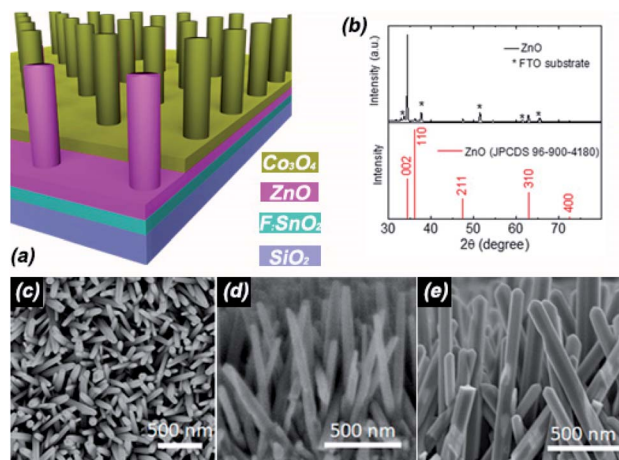 (a)
Co₃O₄
ZnO
F:SnO₂
SiO₂
(b)
Intensity (a.u.)
ZnO
* FTO substrate
* * * * *
Intensity
ZnO (JPCDS 96-900-4180)
002
110
211
310
400
30 40 50 60 70
2θ (degree)
(c)
500 nm
(d)
500 nm
(e)
500 nm